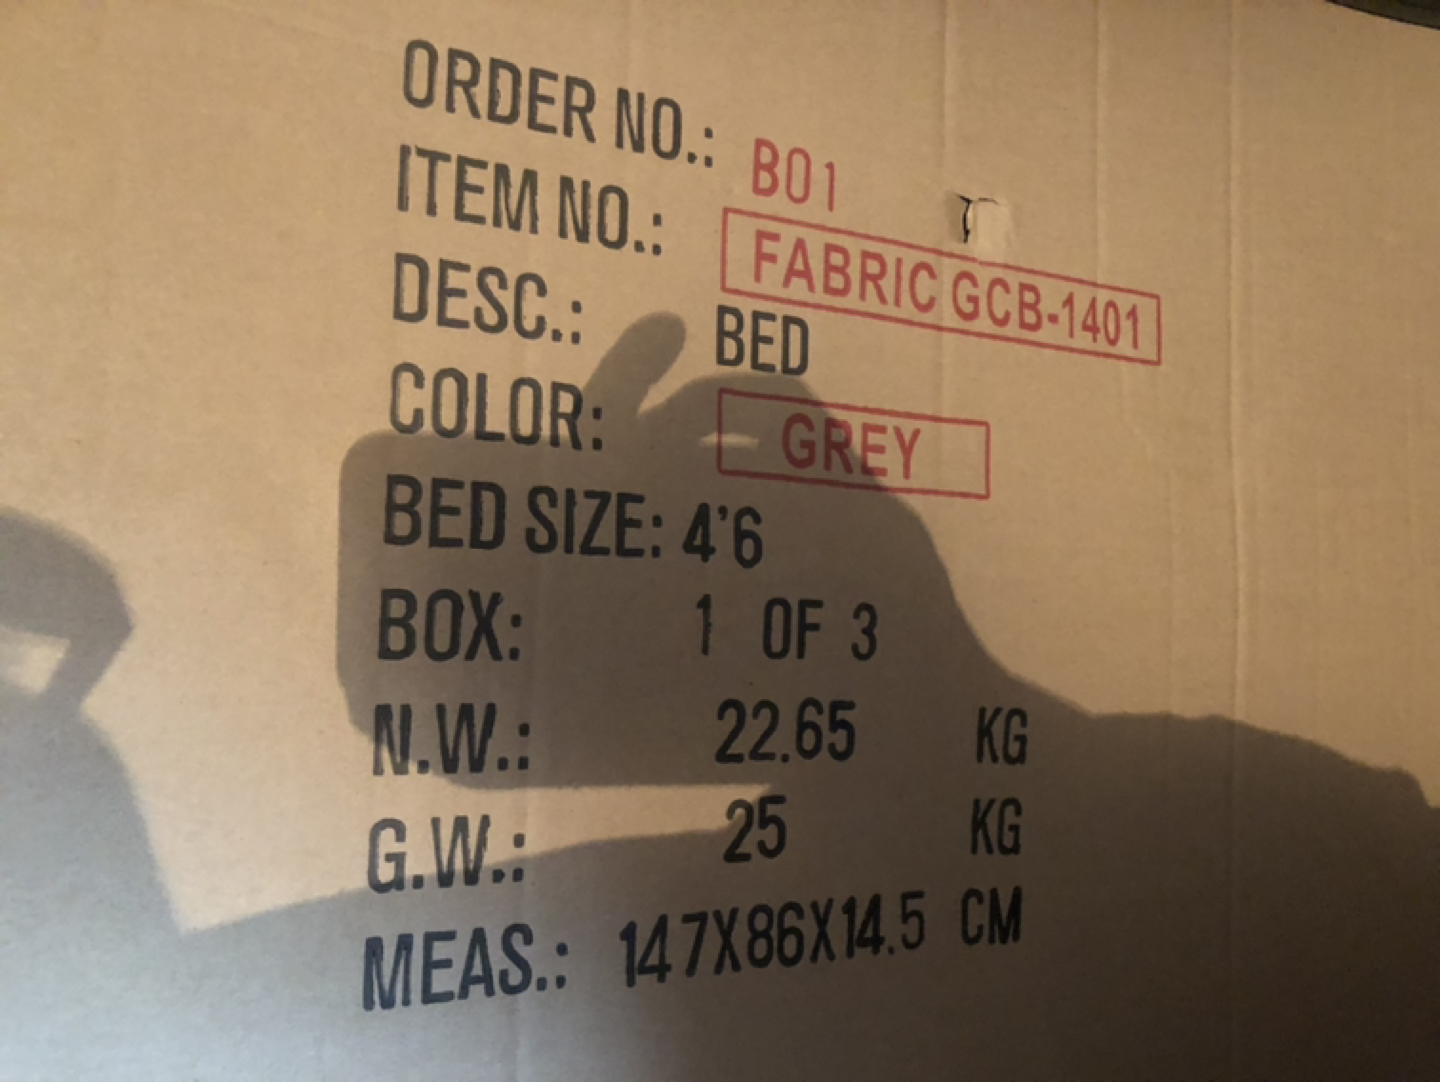 ORDER NO.: B01
ITEM NO.: FABRIC GCB-1401
DESC.: BED
COLOR: GREY
BED SIZE: 4'6
BOX: 1 OF 3
N.W.: 22.65 KG
G.W.: 25 KG
MEAS.: 147X86X14.5 CM